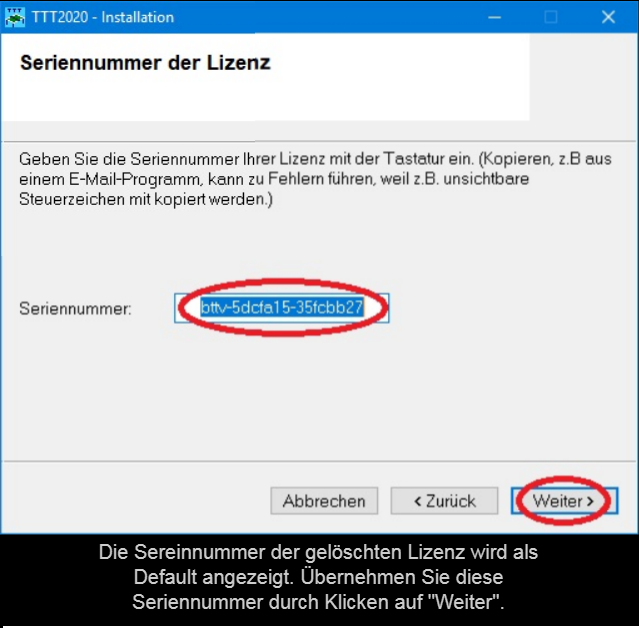 TTT2020 - Installation
Seriennummer der Lizenz
Geben Sie die Seriennummer Ihrer Lizenz mit der Tastatur ein. (Kopieren, z.B aus
einem E-Mail-Programm, kann zu Fehlern führen, weil z.B. unsichtbare
Steuerzeichen mit kopiert werden.)
Seriennummer: bttv-5dcfa15-35fcbb27
Abbrechen < Zurück Weiter >
Die Sereinnummer der gelöschten Lizenz wird als
Default angezeigt. Übernehmen Sie diese
Seriennummer durch Klicken auf "Weiter".